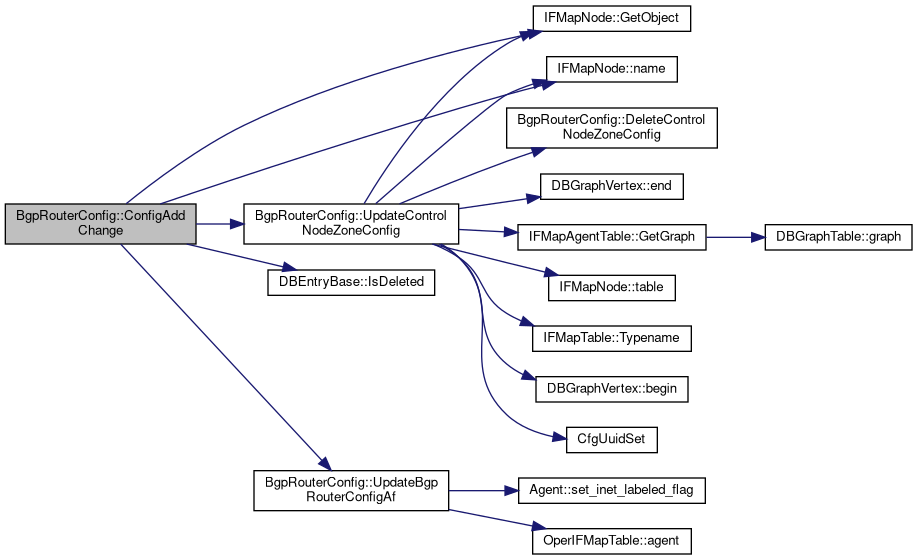 IFMapNode::GetObject
IFMapNode::name
BgpRouterConfig::DeleteControl
NodeZoneConfig
DBGraphVertex::end
BgpRouterConfig::ConfigAdd
Change
BgpRouterConfig::UpdateControl
NodeZoneConfig
IFMapAgentTable::GetGraph
DBGraphTable::graph
DBEntryBase::IsDeleted
IFMapNode::table
IFMapTable::Typename
DBGraphVertex::begin
CfgUuidSet
BgpRouterConfig::UpdateBgp
RouterConfigAf
Agent::set_inet_labeled_flag
OperIFMapTable::agent